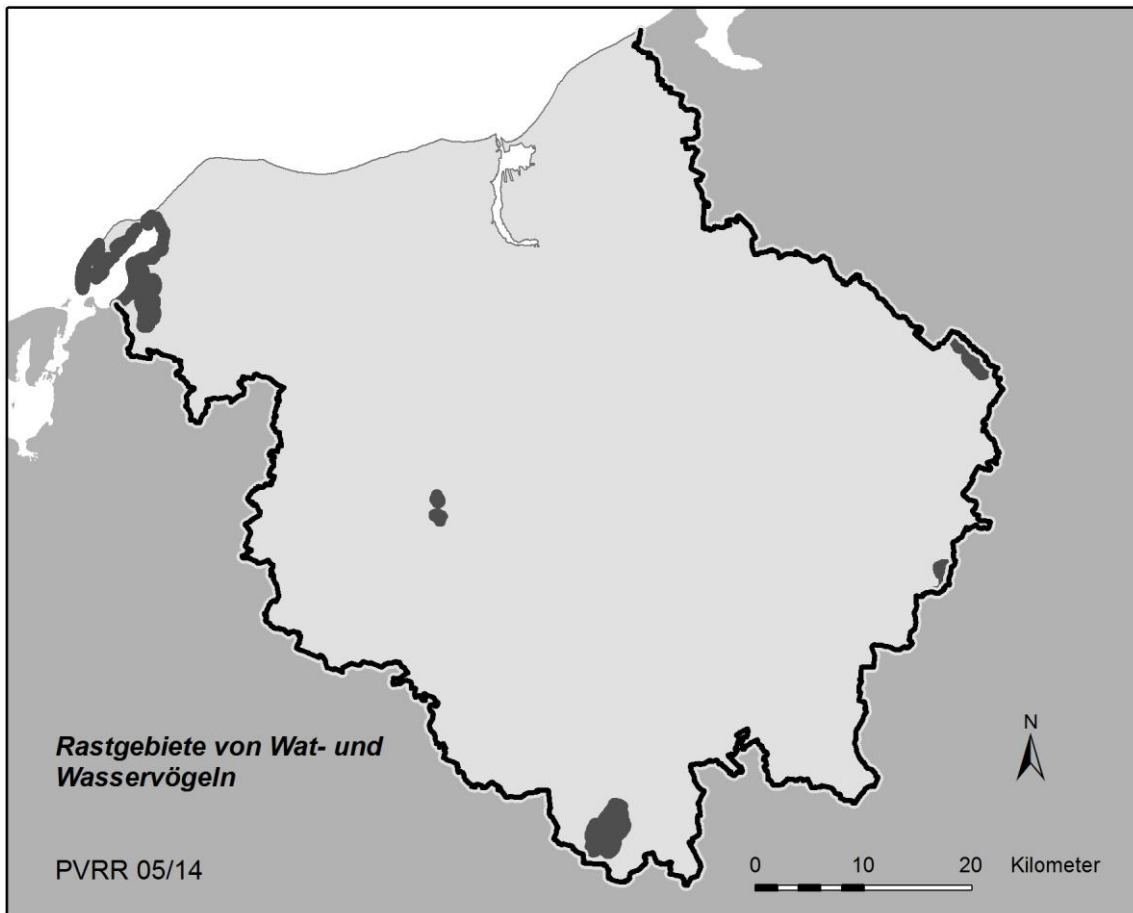 Rastgebiete von Wat- und
Wasservögeln
PVRR 05/14
N
0 10 20 Kilometer